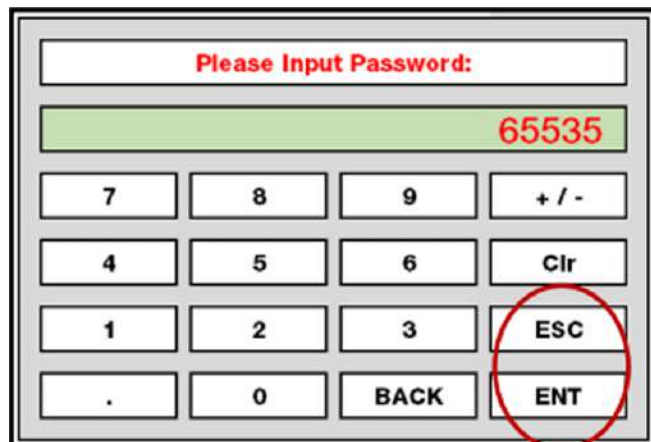 Please Input Password:
65535
7 8 9 + / -
4 5 6 Clr
1 2 3 ESC
. 0 BACK ENT